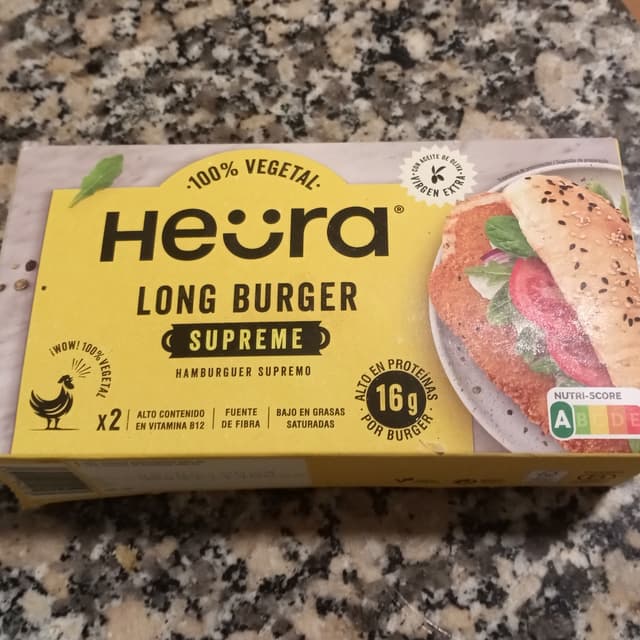 ·100% VEGETAL·
CON ACEITE DE OLIVA
VIRGEN EXTRA
Heüra®
LONG BURGER
SUPREME
HAMBURGUER SUPREMO
¡WOW! 100% VEGETAL
x2
ALTO CONTENIDO
EN VITAMINA B12
FUENTE
DE FIBRA
BAJO EN GRASAS
SATURADAS
ALTO EN PROTEÍNAS
16g
POR BURGER
NUTRI-SCORE
A B C D E